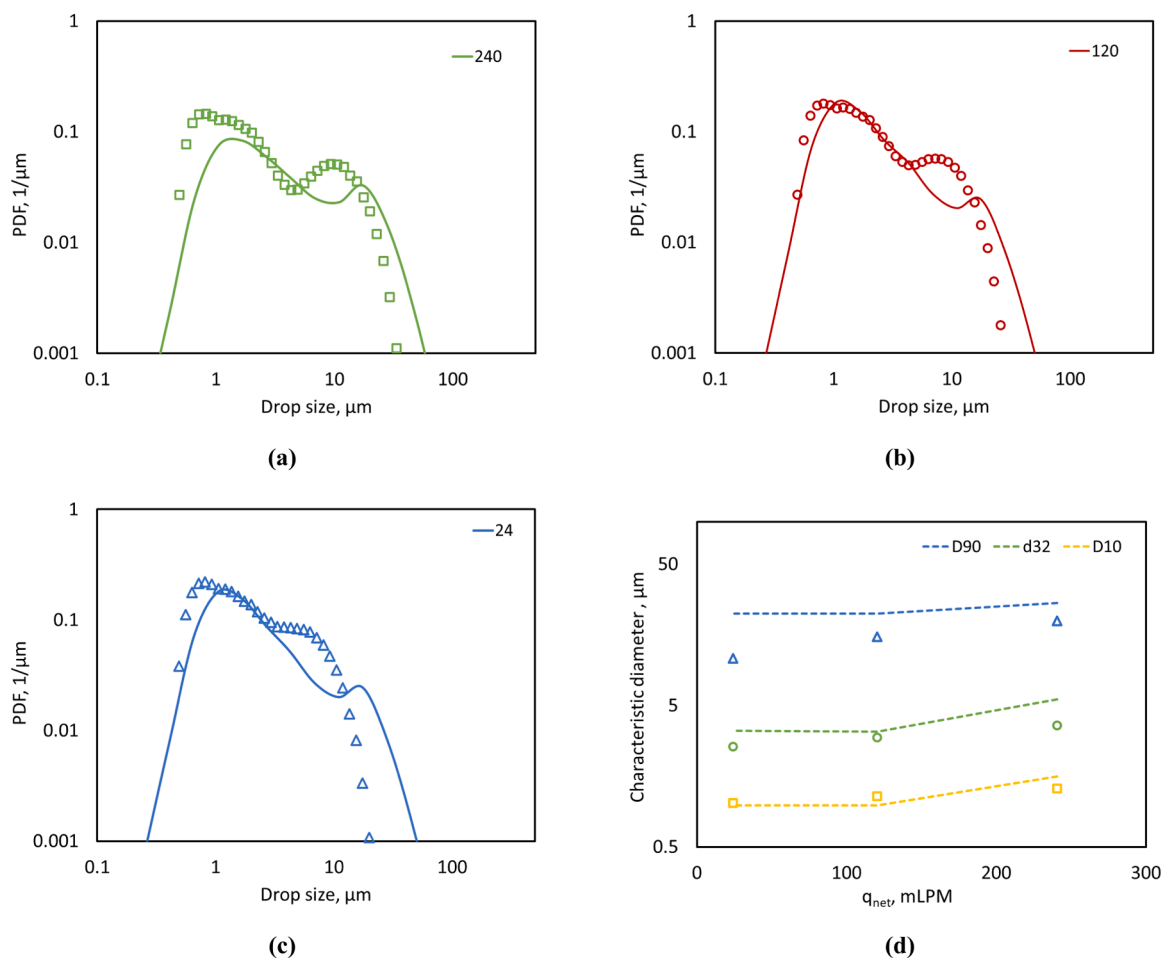 1
0.1
0.01
0.001
PDF, 1/µm
240
0.1 1 10 100
Drop size, µm
(a)
1
0.1
0.01
0.001
PDF, 1/µm
120
0.1 1 10 100
Drop size, µm
(b)
1
0.1
0.01
0.001
PDF, 1/µm
24
0.1 1 10 100
Drop size, µm
(c)
50
5
0.5
Characteristic diameter , µm
D90 d32 D10
0 100 200 300
qnet, mLPM
(d)